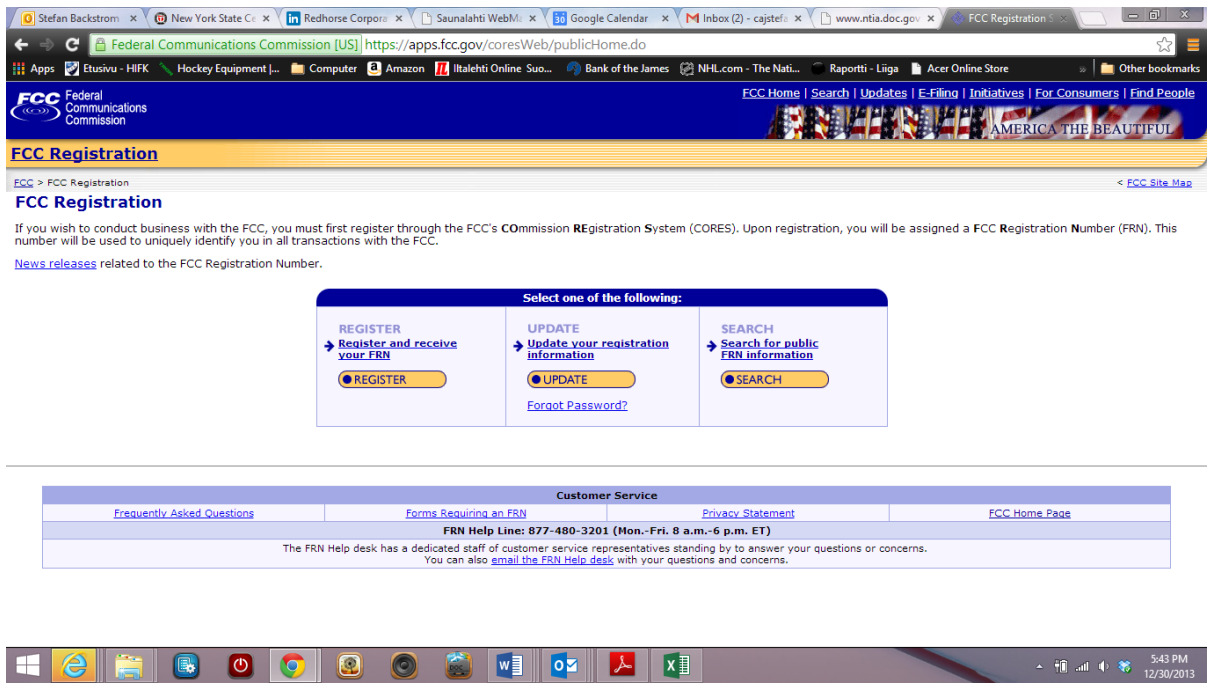 Stefan Backstrom
New York State Ce
Redhorse Corpora
Saunalahti WebMa
Google Calendar
Inbox (2) - cajstefa
www.ntia.doc.gov
FCC Registration S
Federal Communications Commission [US] https://apps.fcc.gov/coresWeb/publicHome.do
Apps Etusivu - HIFK Hockey Equipment |... Computer Amazon Iltalehti Online Suo... Bank of the James NHL.com - The Nati... Raportti - Liiga Acer Online Store » Other bookmarks
FCC Federal Communications Commission
FCC Home | Search | Updates | E-Filing | Initiatives | For Consumers | Find People
AMERICA THE BEAUTIFUL
FCC Registration
FCC > FCC Registration
< FCC Site Map
FCC Registration
If you wish to conduct business with the FCC, you must first register through the FCC's COmmission REgistration System (CORES). Upon registration, you will be assigned a FCC Registration Number (FRN). This
number will be used to uniquely identify you in all transactions with the FCC.
News releases related to the FCC Registration Number.
Select one of the following:
REGISTER
Register and receive
your FRN
REGISTER
UPDATE
Update your registration
information
UPDATE
Forgot Password?
SEARCH
Search for public
FRN information
SEARCH
Customer Service
Frequently Asked Questions Forms Requiring an FRN Privacy Statement FCC Home Page
FRN Help Line: 877-480-3201 (Mon.-Fri. 8 a.m.-6 p.m. ET)
The FRN Help desk has a dedicated staff of customer service representatives standing by to answer your questions or concerns.
You can also email the FRN Help desk with your questions and concerns.
5:43 PM
12/30/2013